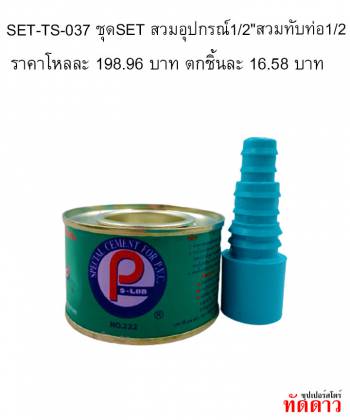 SET-TS-037 ชุดSET สวมอุปกรณ์1/2"สวมทับท่อ1/2
ราคาโหลละ 198.96 บาท ตกชิ้นละ 16.58 บาท
SPECIAL CEMENT FOR P.V.C.
P
S-LON
®
NO.222
ซุปเปอร์สโตร์
ทัดดาว